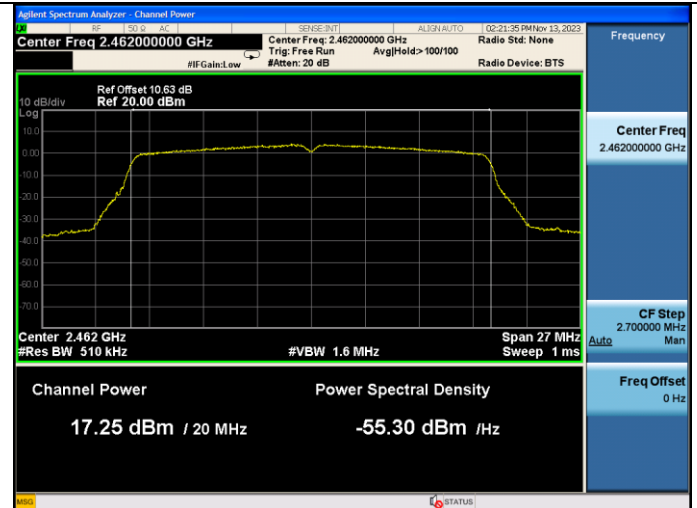 Agilent Spectrum Analyzer - Channel Power
RF 50 Ω AC SENSE:INT ALIGN AUTO 02:21:35 PM Nov 13, 2023
Center Freq 2.462000000 GHz
Center Freq: 2.462000000 GHz
Radio Std: None
Trig: Free Run Avg|Hold:>100/100
#IFGain:Low #Atten: 20 dB Radio Device: BTS
Ref Offset 10.63 dB
10 dB/div Ref 20.00 dBm
Log
10.0
0.00
-10.0
-20.0
-30.0
-40.0
-50.0
-60.0
-70.0
Center 2.462 GHz Span 27 MHz
#Res BW 510 kHz #VBW 1.6 MHz Sweep 1 ms
Channel Power Power Spectral Density
17.25 dBm / 20 MHz -55.30 dBm /Hz
Frequency
Center Freq
2.462000000 GHz
CF Step
2.700000 MHz
Auto Man
Freq Offset
0 Hz
MSG STATUS